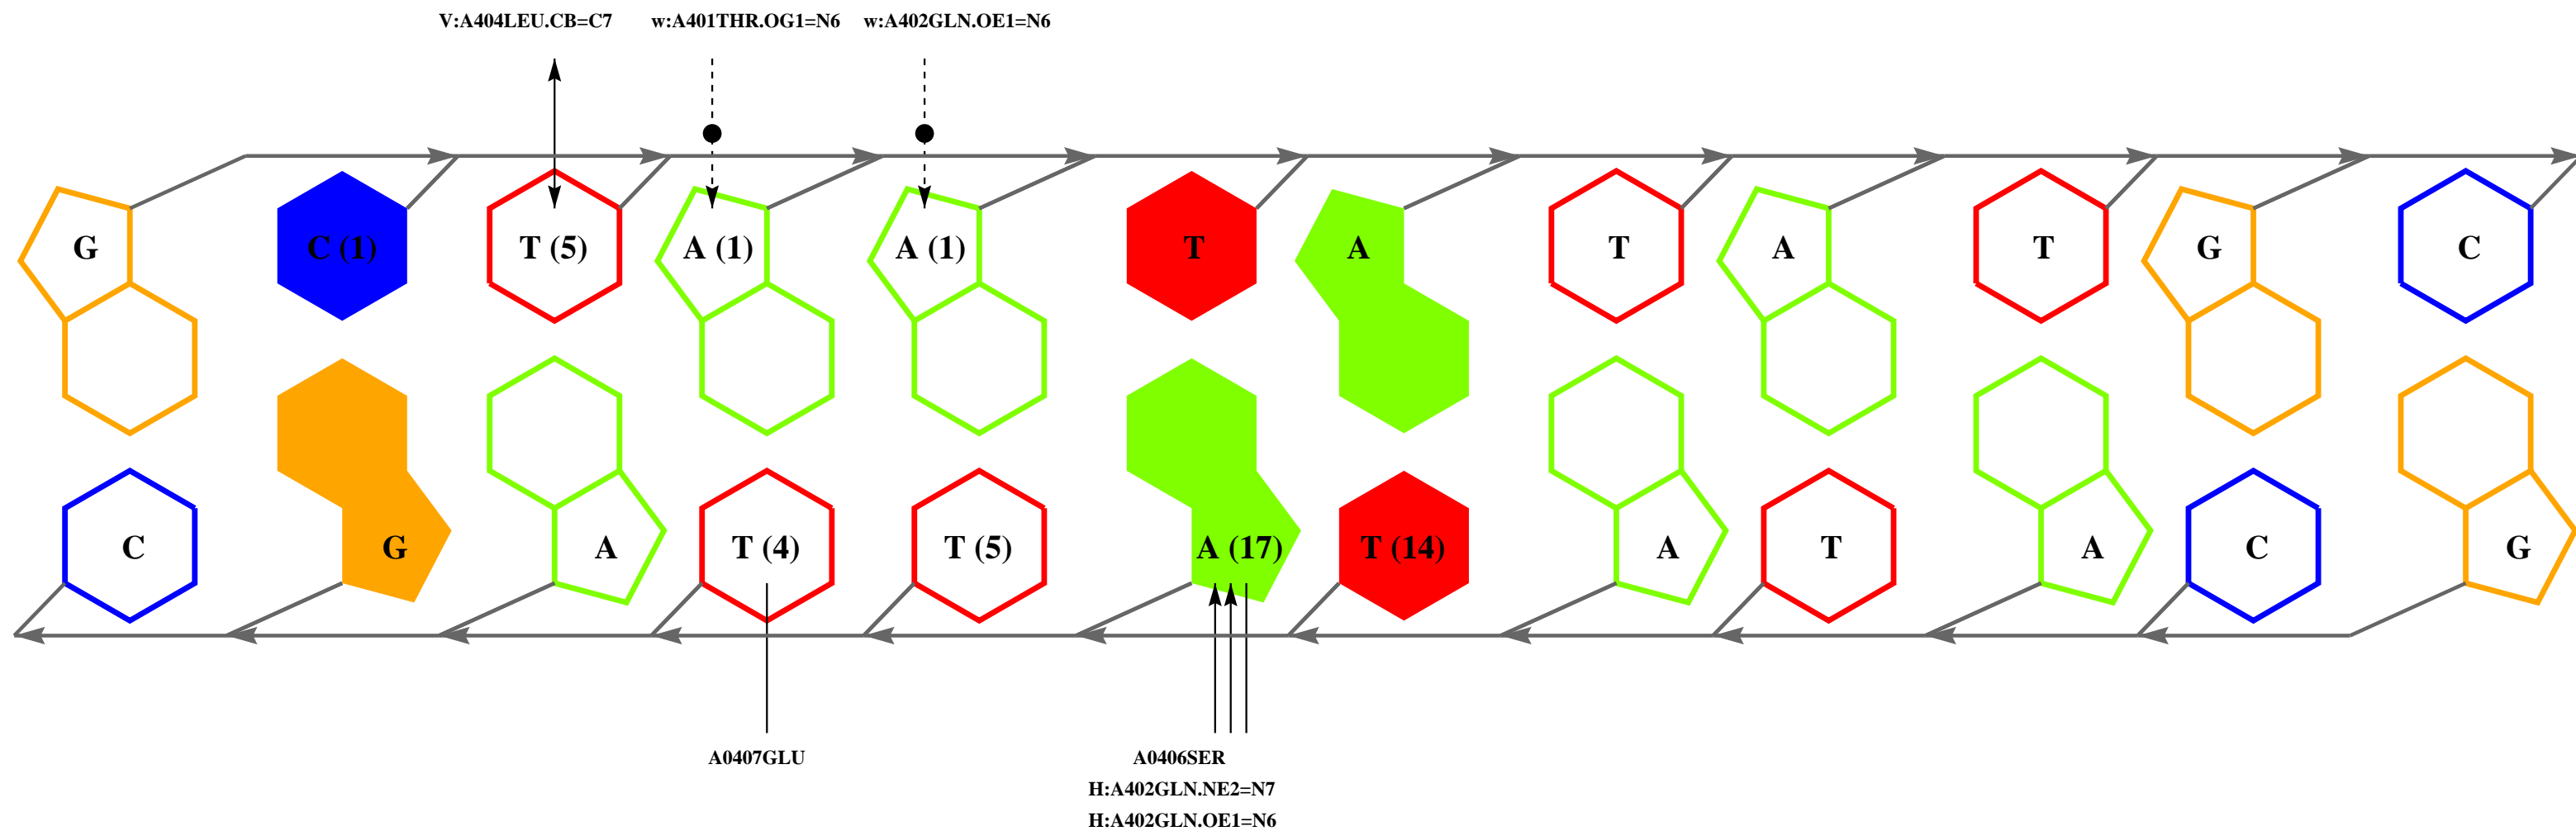 V:A404LEU.CB=C7 w:A401THR.OG1=N6 w:A402GLN.OE1=N6
G C (1) T (5) A (1) A (1) T A T A T G C
C G A T (4) T (5) A (17) T (14) A T A C G
A0407GLU A0406SER
H:A402GLN.NE2=N7
H:A402GLN.OE1=N6